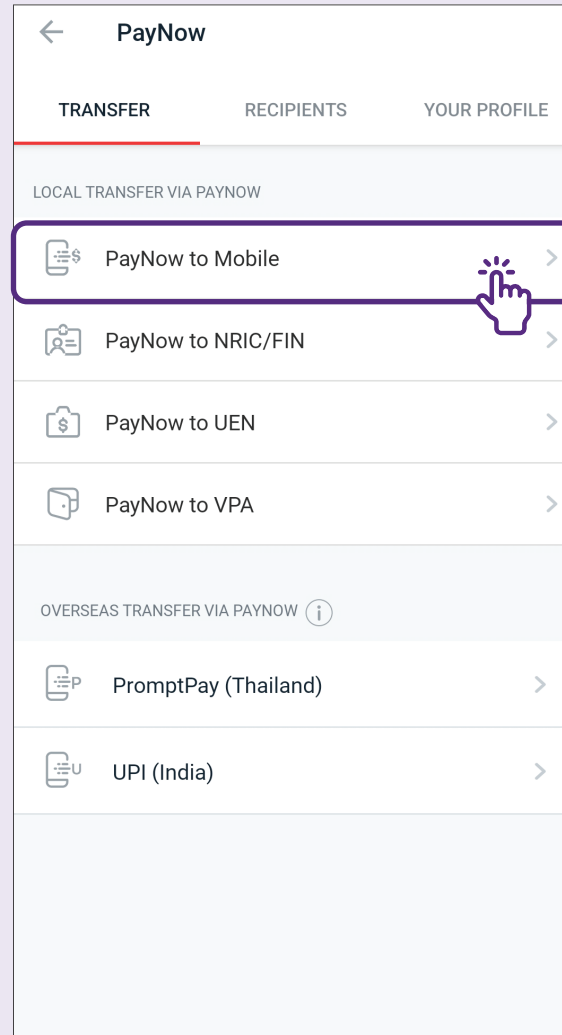 PayNow
TRANSFER RECIPIENTS YOUR PROFILE
LOCAL TRANSFER VIA PAYNOW
PayNow to Mobile
PayNow to NRIC/FIN
PayNow to UEN
PayNow to VPA
OVERSEAS TRANSFER VIA PAYNOW
PromptPay (Thailand)
UPI (India)